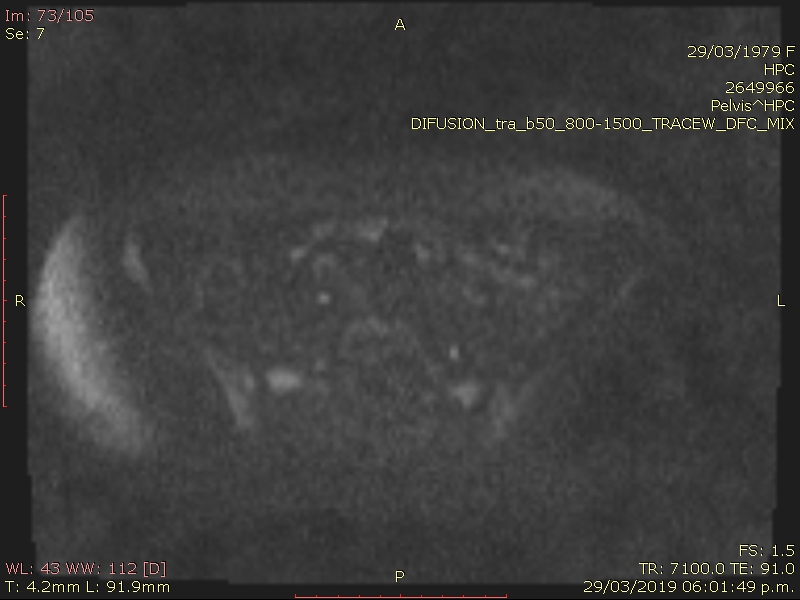 Im: 73/105
Se: 7
A
29/03/1979 F
HPC
2649966
Pelvis^HPC
DIFUSION_tra_b50_800-1500_TRACEW_DFC_MIX
R
L
WL: 43 WW: 112 [D]
T: 4.2mm L: 91.9mm
P
FS: 1.5
TR: 7100.0 TE: 91.0
29/03/2019 06:01:49 p.m.